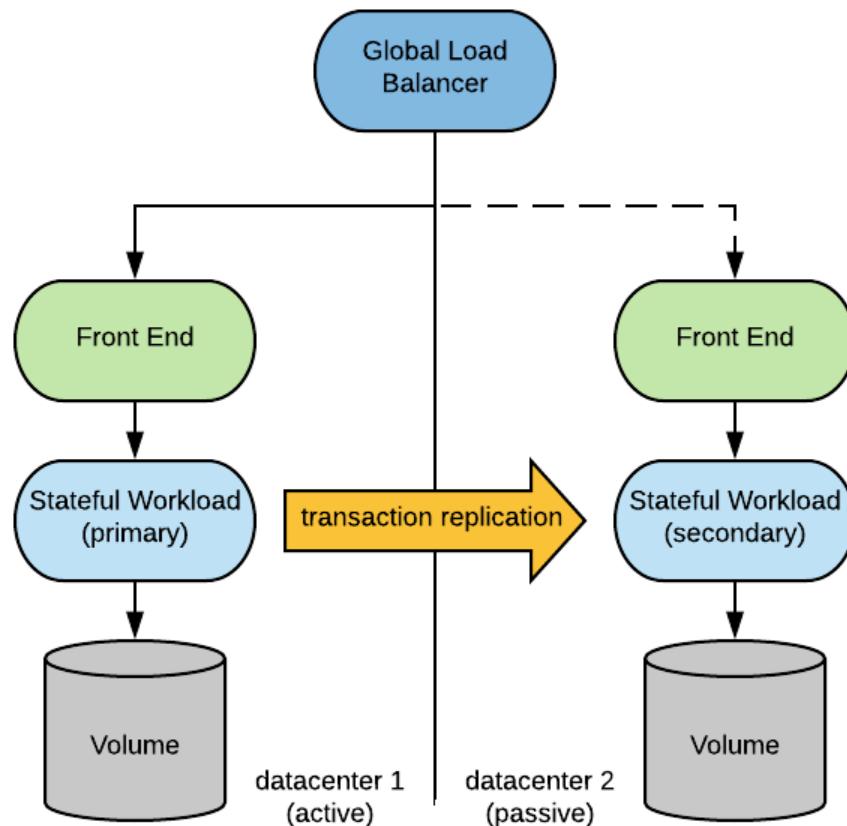 Global Load
Balancer
Front End
Front End
Stateful Workload
(primary)
transaction replication
Stateful Workload
(secondary)
Volume
Volume
datacenter 1
(active)
datacenter 2
(passive)